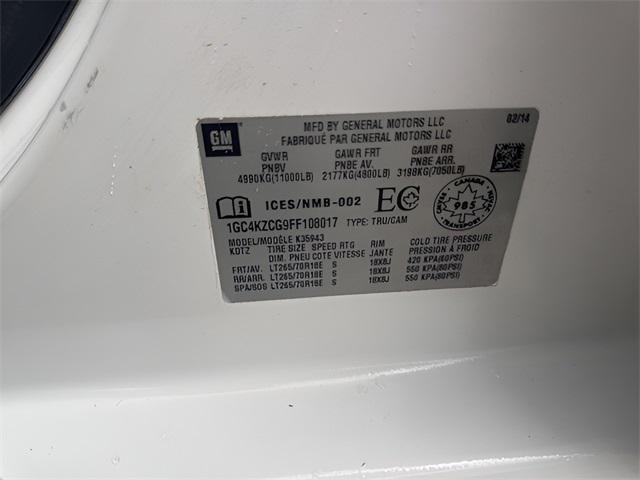 GM
MFD BY GENERAL MOTORS LLC 02/14
FABRIQUÉ PAR GENERAL MOTORS LLC
GVWR GAWR FRT GAWR RR
PNBV PNBE AV. PNBE ARR.
4990KG(11000LB) 2177KG(4800LB) 3198KG(7050LB)
ICES/NMB-002 EC CANADA 985 TRANSPORT
1GC4KZCG9FF108017 TYPE: TRU/CAM
MODEL/MODÈLE K35943
KDTZ TIRE SIZE SPEED RTG RIM COLD TIRE PRESSURE
DIM. PNEU COTE VITESSE JANTE PRESSION À FROID
FRT/AV. LT265/70R18E S 18X8J 420 KPA(60PSI)
RR/ARR. LT265/70R18E S 18X8J 550 KPA(80PSI)
SPA/SOS LT265/70R18E S 18X8J 550 KPA(80PSI)